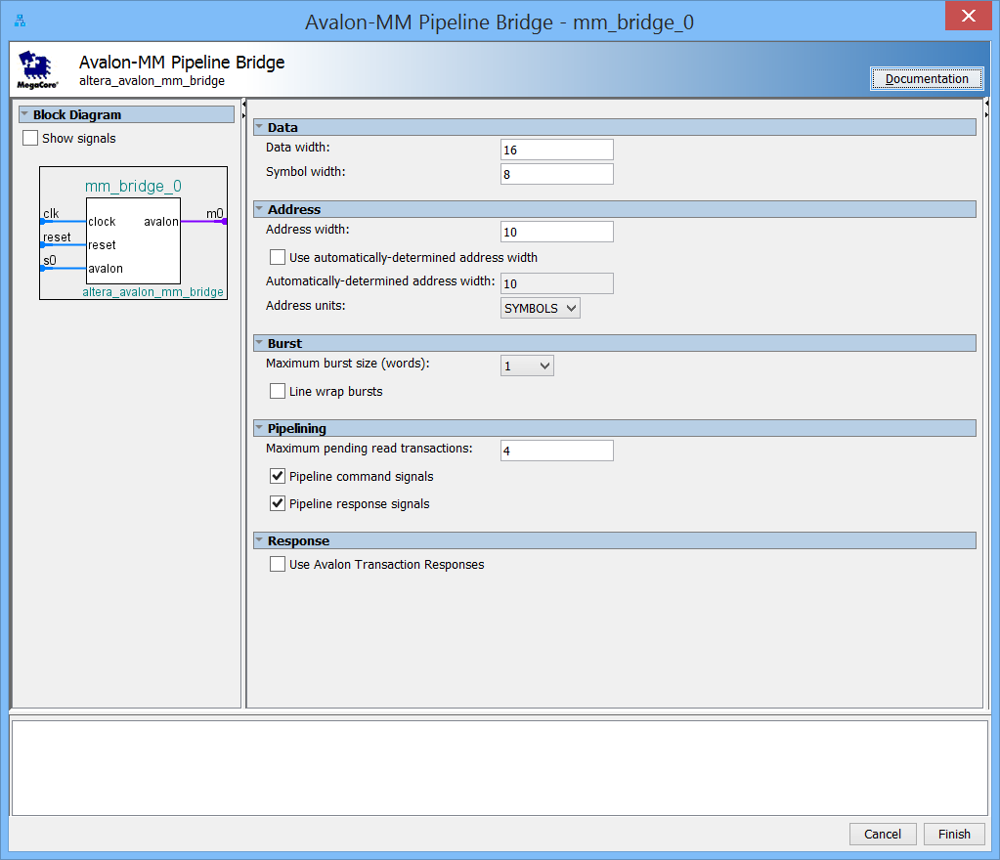 Avalon-MM Pipeline Bridge - mm_bridge_0
MegaCore®
Avalon-MM Pipeline Bridge
altera_avalon_mm_bridge
Documentation
Block Diagram
Show signals
mm_bridge_0
clk
clock
avalon
m0
reset
reset
s0
avalon
altera_avalon_mm_bridge
Data
Data width: 16
Symbol width: 8
Address
Address width: 10
Use automatically-determined address width
Automatically-determined address width: 10
Address units: SYMBOLS
Burst
Maximum burst size (words): 1
Line wrap bursts
Pipelining
Maximum pending read transactions: 4
Pipeline command signals
Pipeline response signals
Response
Use Avalon Transaction Responses
Cancel Finish